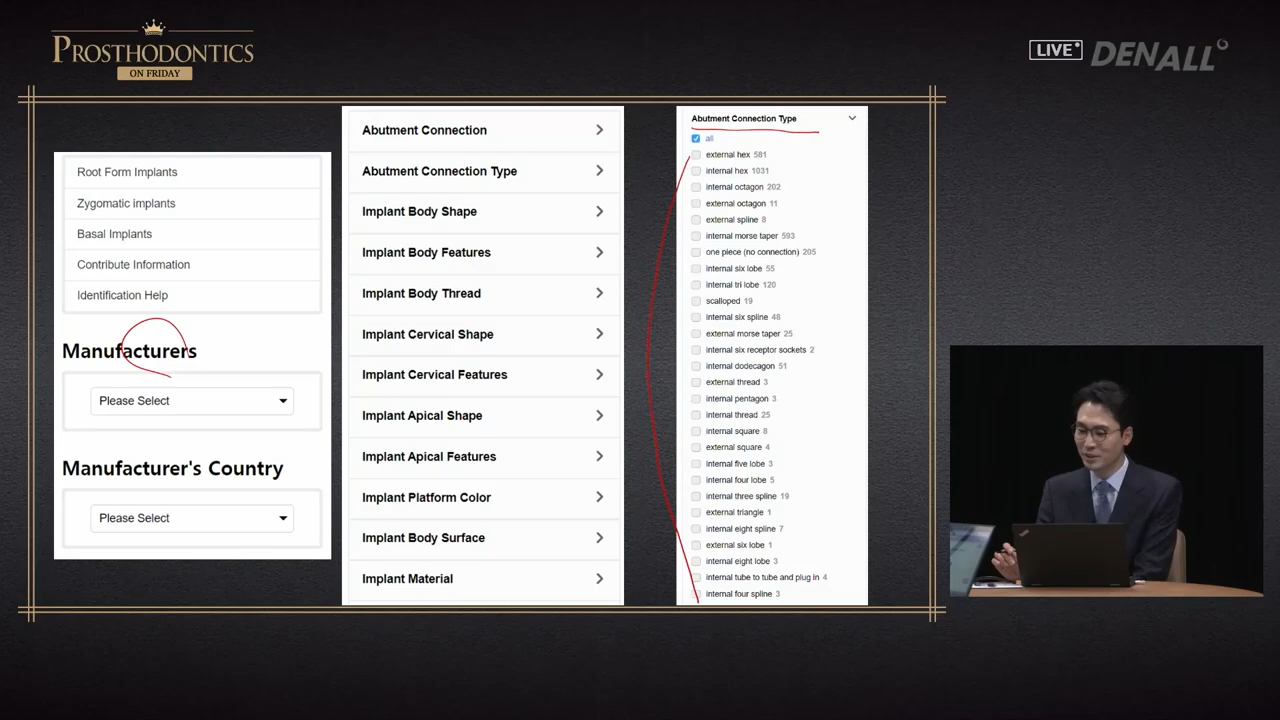 PROSTHODONTICS
ON FRIDAY
LIVE
DENALL
Root Form Implants
Zygomatic implants
Basal Implants
Contribute Information
Identification Help
Manufacturers
Please Select
Manufacturer's Country
Please Select
Abutment Connection
Abutment Connection Type
Implant Body Shape
Implant Body Features
Implant Body Thread
Implant Cervical Shape
Implant Cervical Features
Implant Apical Shape
Implant Apical Features
Implant Platform Color
Implant Body Surface
Implant Material
Abutment Connection Type
all
external hex 581
internal hex 1031
internal octagon 202
external octagon 11
external spline 8
internal morse taper 593
one piece (no connection) 205
internal six lobe 55
internal tri lobe 120
scalloped 19
internal six spline 48
external morse taper 25
internal six receptor sockets 2
internal dodecagon 51
external thread 3
internal pentagon 3
internal thread 25
internal square 8
external square 4
internal five lobe 3
internal four lobe 5
internal three spline 19
external triangle 1
internal eight spline 7
external six lobe 1
internal eight lobe 3
internal tube to tube and plug in 4
internal four spline 3